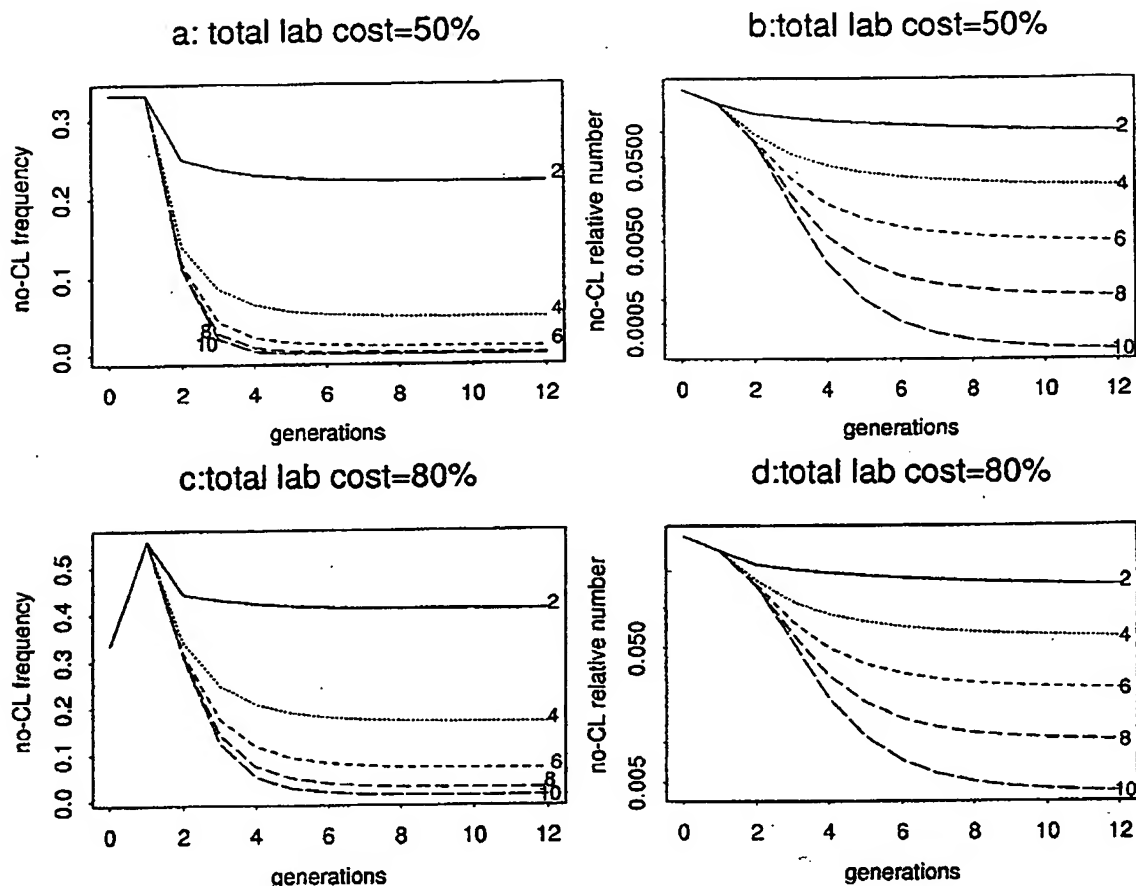 a: total lab cost=50%
no-CL frequency
0.3
0.2
0.1
0.0
2
4
6
8
10
0 2 4 6 8 10 12
generations
b:total lab cost=50%
no-CL relative number
0.0500
0.0050
0.0005
2
4
6
8
10
0 2 4 6 8 10 12
generations
c:total lab cost=80%
no-CL frequency
0.5
0.4
0.3
0.2
0.1
0.0
2
4
6
8
10
0 2 4 6 8 10 12
generations
d:total lab cost=80%
no-CL relative number
0.050
0.005
2
4
6
8
10
0 2 4 6 8 10 12
generations